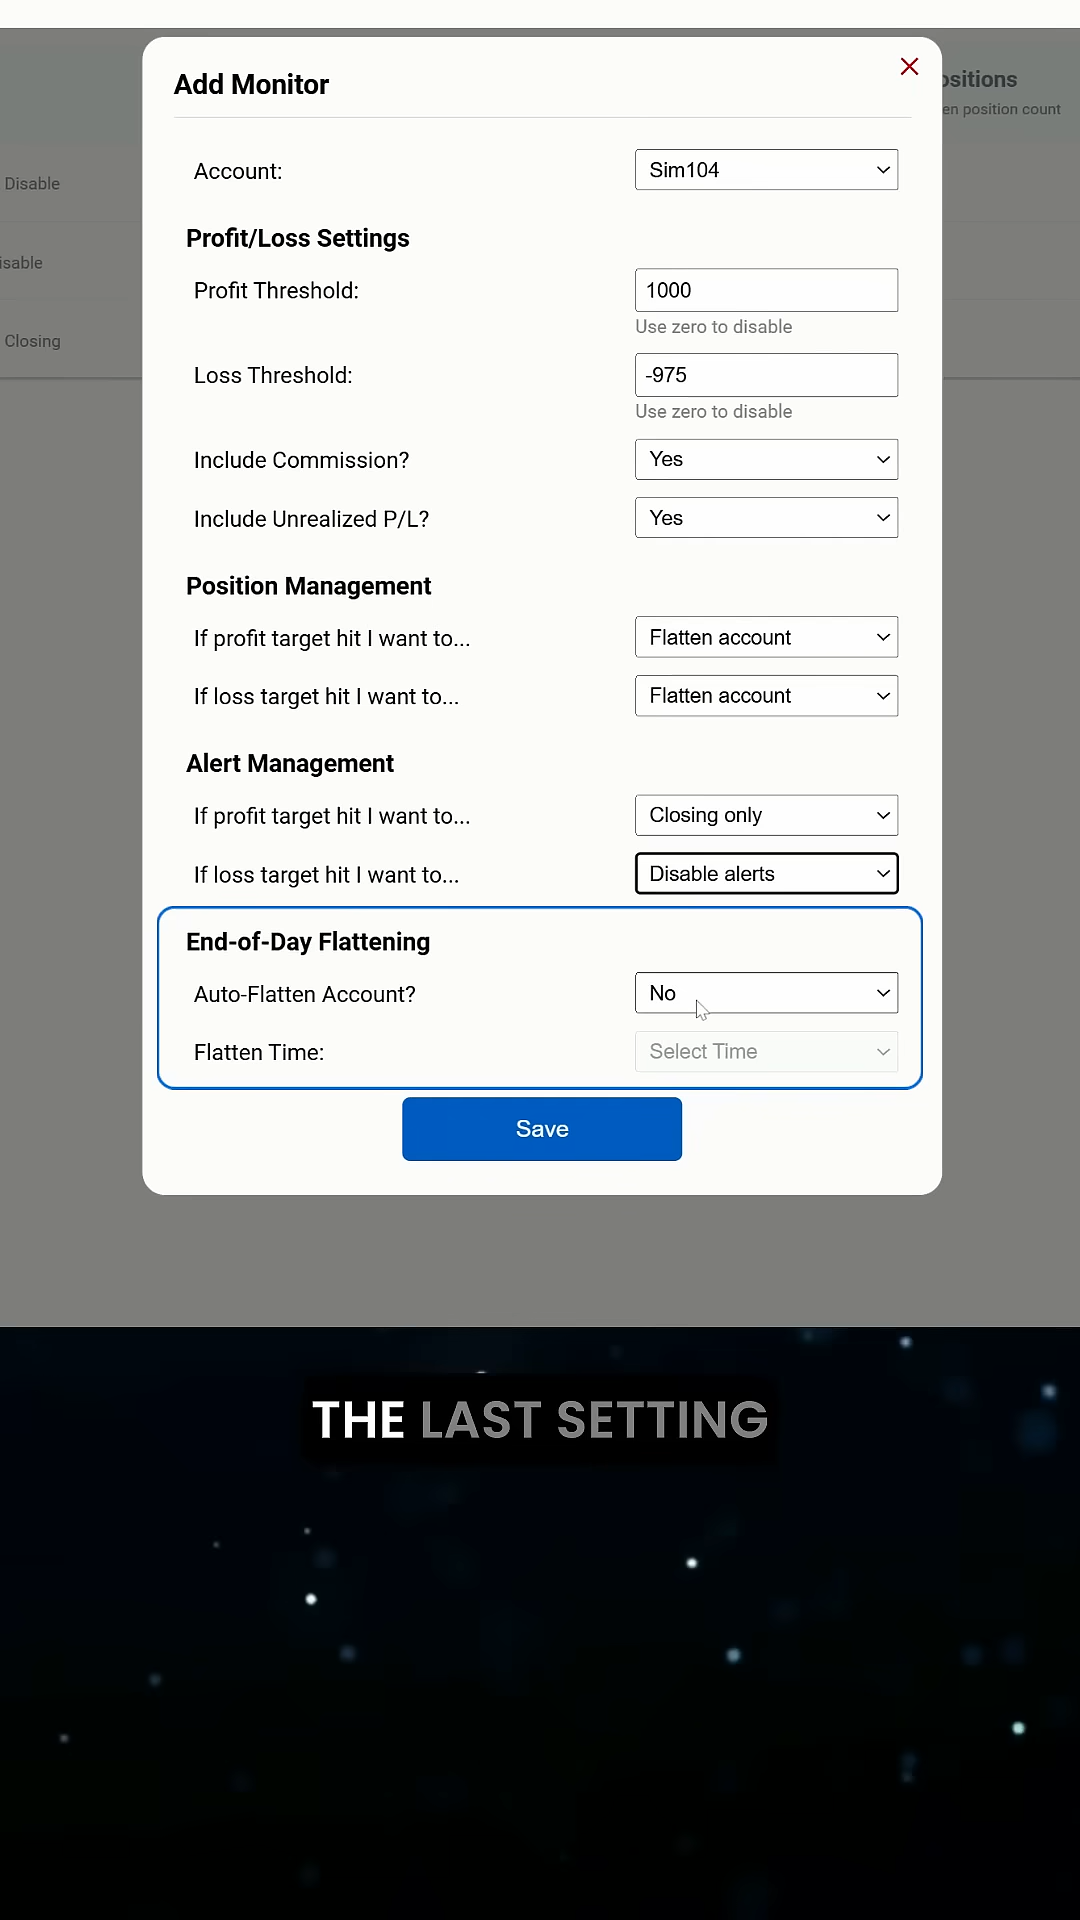 Add Monitor
ositions
en position count
Account:
Sim104
Disable
Profit/Loss Settings
isable
Profit Threshold:
1000
Use zero to disable
Closing
Loss Threshold:
-975
Use zero to disable
Include Commission?
Yes
Include Unrealized P/L?
Yes
Position Management
If profit target hit I want to...
Flatten account
If loss target hit I want to...
Flatten account
Alert Management
If profit target hit I want to...
Closing only
If loss target hit I want to...
Disable alerts
End-of-Day Flattening
Auto-Flatten Account?
No
Flatten Time:
Select Time
Save
THE LAST SETTING